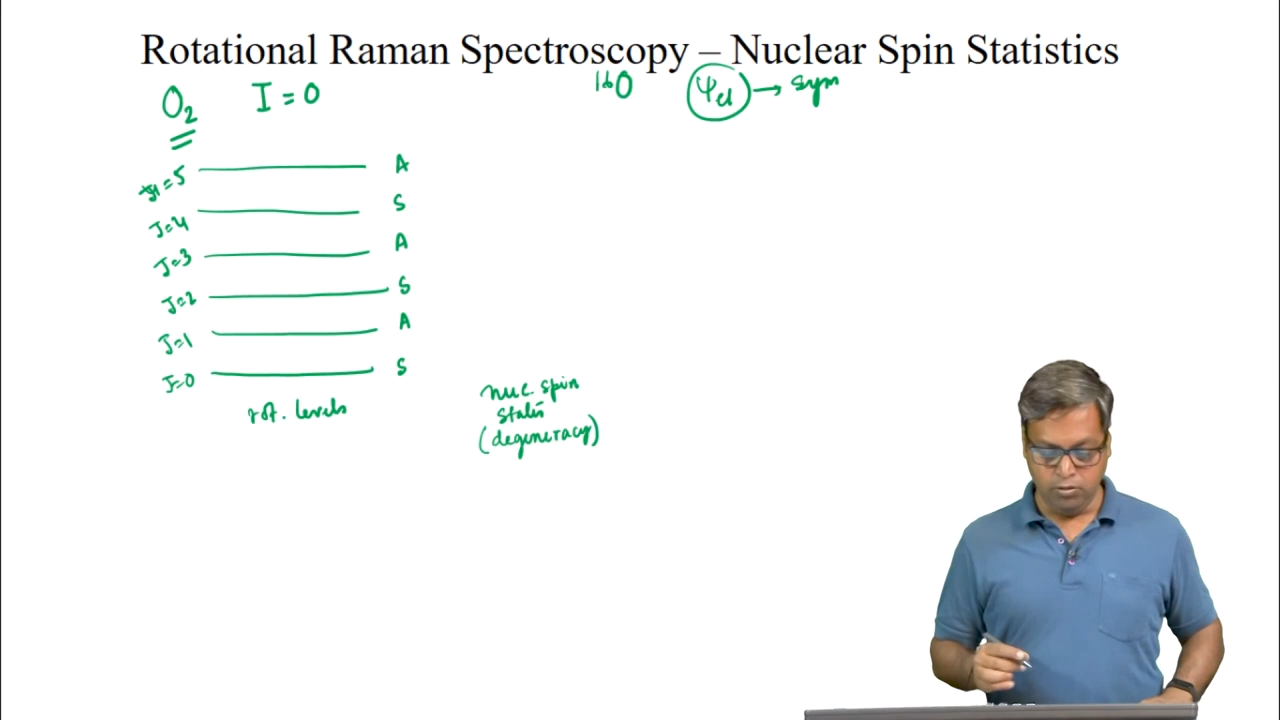 Rotational Raman Spectroscopy – Nuclear Spin Statistics
O₂ I = 0 ¹⁶O ψel → sym
J=5 A
J=4 S
J=3 A
J=2 S
J=1 A
J=0 S
rot. levels
nuc. spin
states
(degeneracy)